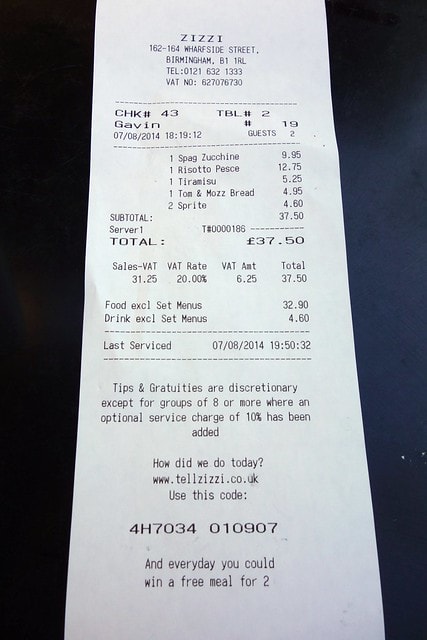 ZIZZI
162-164 WHARFSIDE STREET,
BIRMINGHAM, B1 1RL
TEL:0121 632 1333
VAT NO: 627076730
CHK# 43 TBL# 2
Gavin # 19
07/08/2014 18:19:12 GUESTS 2
1 Spag Zucchine 9.95
1 Risotto Pesce 12.75
1 Tiramisu 5.25
1 Tom & Mozz Bread 4.95
2 Sprite 4.60
SUBTOTAL: 37.50
Server1 T#0000186 -----------
TOTAL: £37.50
Sales-VAT VAT Rate VAT Amt Total
31.25 20.00% 6.25 37.50
Food excl Set Menus 32.90
Drink excl Set Menus 4.60
Last Serviced 07/08/2014 19:50:32
Tips & Gratuities are discretionary
except for groups of 8 or more where an
optional service charge of 10% has been
added
How did we do today?
www.tellzizzi.co.uk
Use this code:
4H7034 010907
And everyday you could
win a free meal for 2